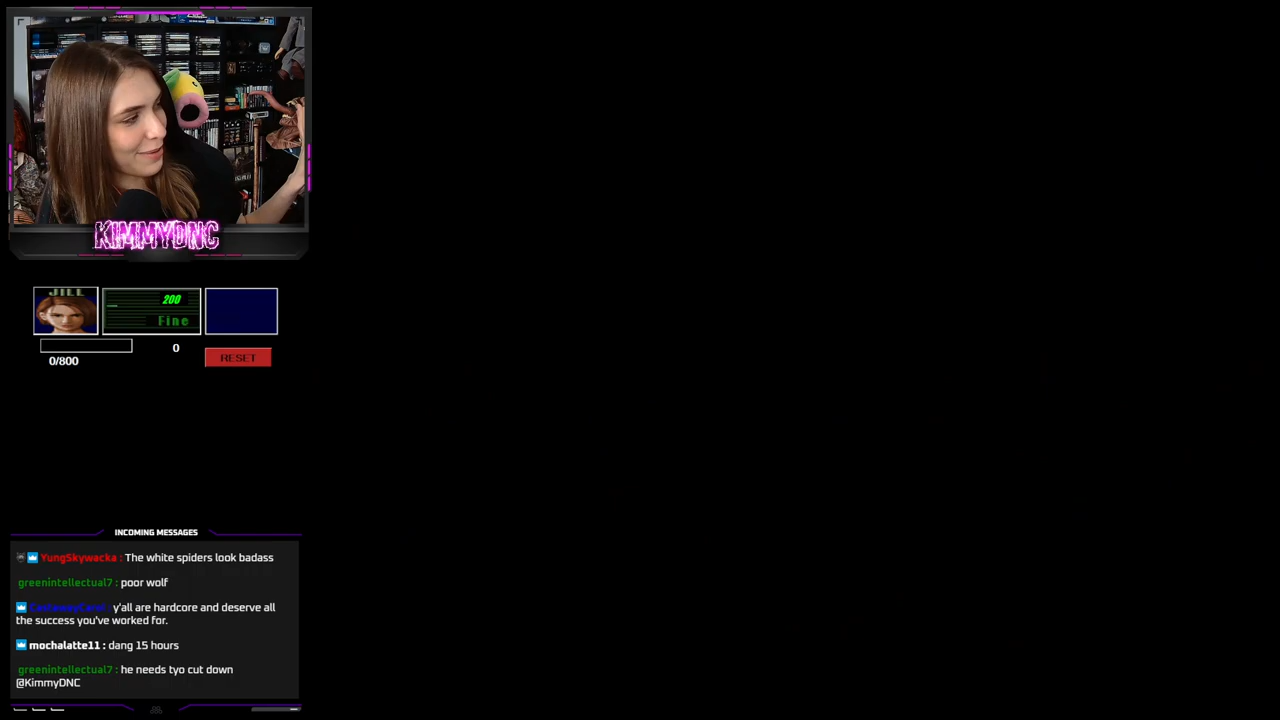 KIMMYDNC
JILL
200
Fine
0
0/800
RESET
INCOMING MESSAGES
YungSkywacka : The white spiders look badass
greenintellectual7 : poor wolf
y'all are hardcore and deserve all
the success you've worked for.
mochalatte11 : dang 15 hours
greenintellectual7 : he needs tyo cut down
@KimmyDNC